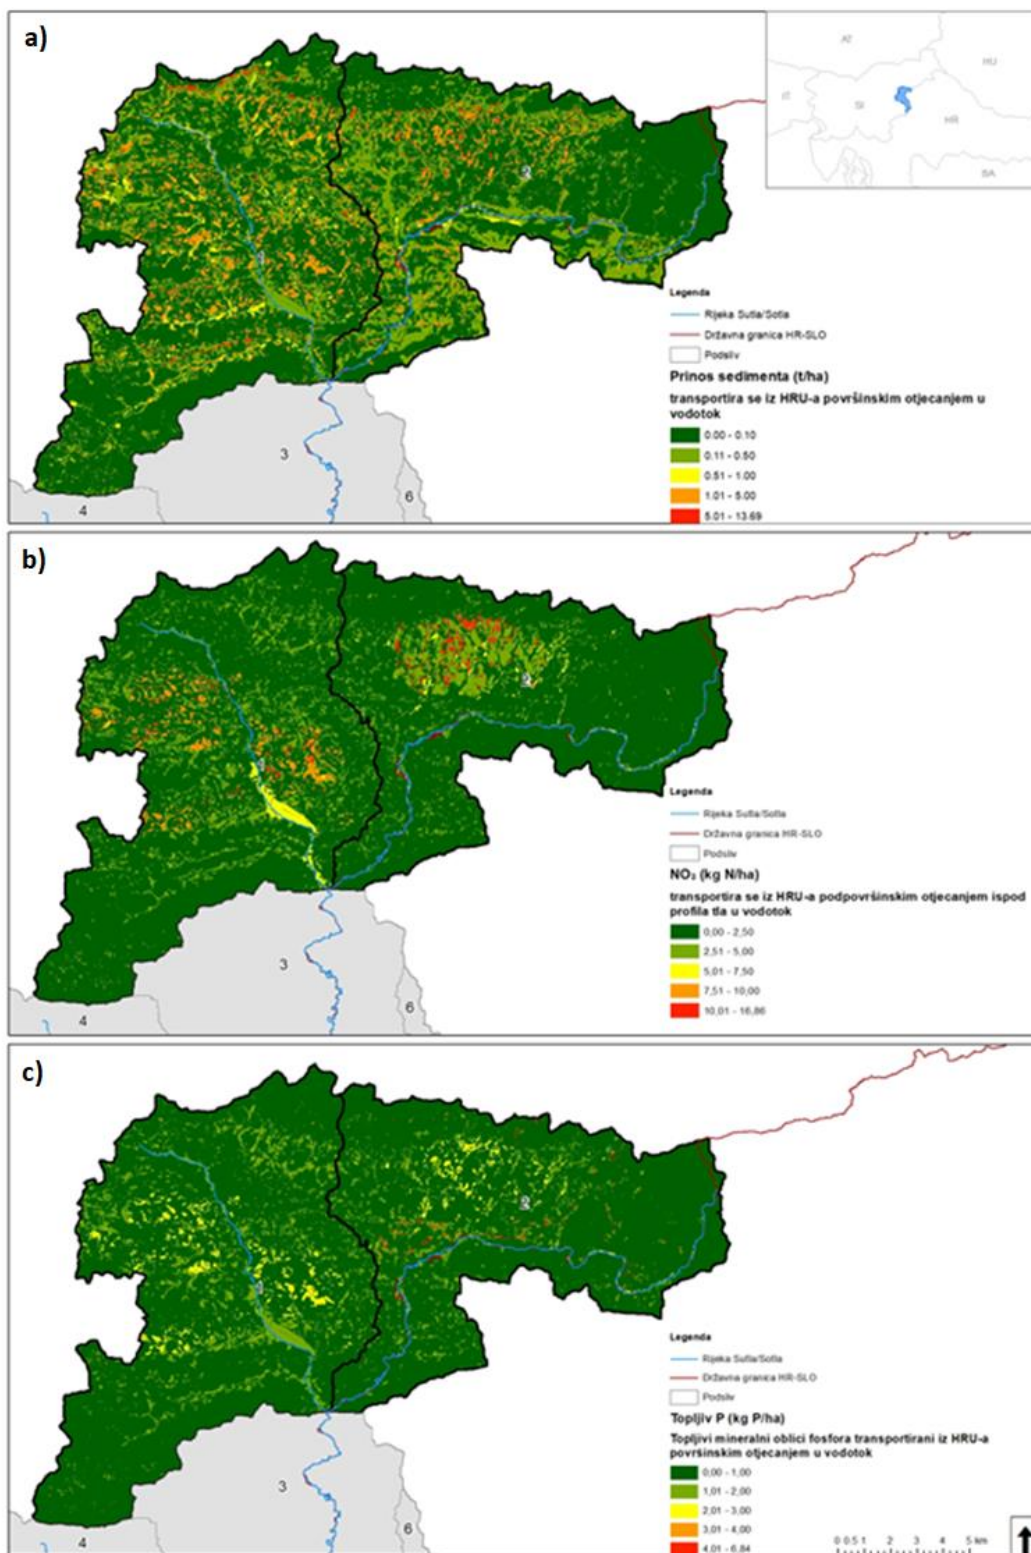 a)
AT
HU
IT
SI
HR
BA
2
Legenda
Rijeka Sutla/Sotla
Državna granica HR-SLO
Podsliv
Prinos sedimenta (t/ha)
transportira se iz HRU-a površinskim otjecanjem u
vodotok
0.00 - 0.10
0.11 - 0.50
0.51 - 1.00
1.01 - 5.00
5.01 - 13.69
3
6
4
b)
2
Legenda
Rijeka Sutla/Sotla
Državna granica HR-SLO
Podsliv
NO₃ (kg N/ha)
transportira se iz HRU-a podpovršinskim otjecanjem ispod
profila tla u vodotok
0,00 - 2,50
2,51 - 5,00
5,01 - 7,50
7,51 - 10,00
10,01 - 16,86
3
6
4
c)
2
Legenda
Rijeka Sutla/Sotla
Državna granica HR-SLO
Podsliv
Topljiv P (kg P/ha)
Topljivi mineralni oblici fosfora transportirani iz HRU-a
površinskim otjecanjem u vodotok
0,00 - 1,00
1,01 - 2,00
2,01 - 3,00
3,01 - 4,00
4,01 - 6,84
3
6
4
0 0.5 1 2 3 4 5 km